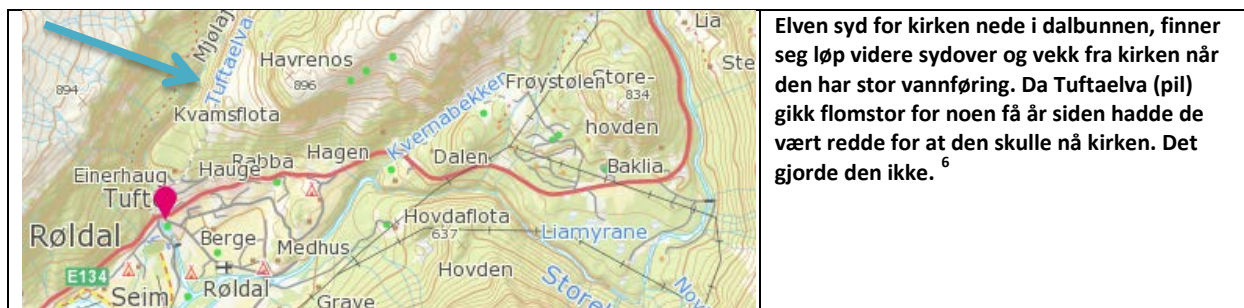 Mjølaj
Tuftaelva
894
Havrenos
896
Kvamsflota
Kvernabekken
Frøystølen
Store-
834
hovden
Lia
Ste
Einerhaug
Hauge
Rabba
Hagen
Dalen
Baklia
Tuft
Røldal
Berge
Medhus
Hovdaflota
637
Liamyrane
Hovden
E134
Seim
Røldal
Grave
Elven syd for kirken nede i dalbunnen, finner
seg løp videre sydover og vekk fra kirken når
den har stor vannføring. Da Tuftaelva (pil)
gikk flomstor for noen få år siden hadde de
vært redde for at den skulle nå kirken. Det
gjorde den ikke. 6